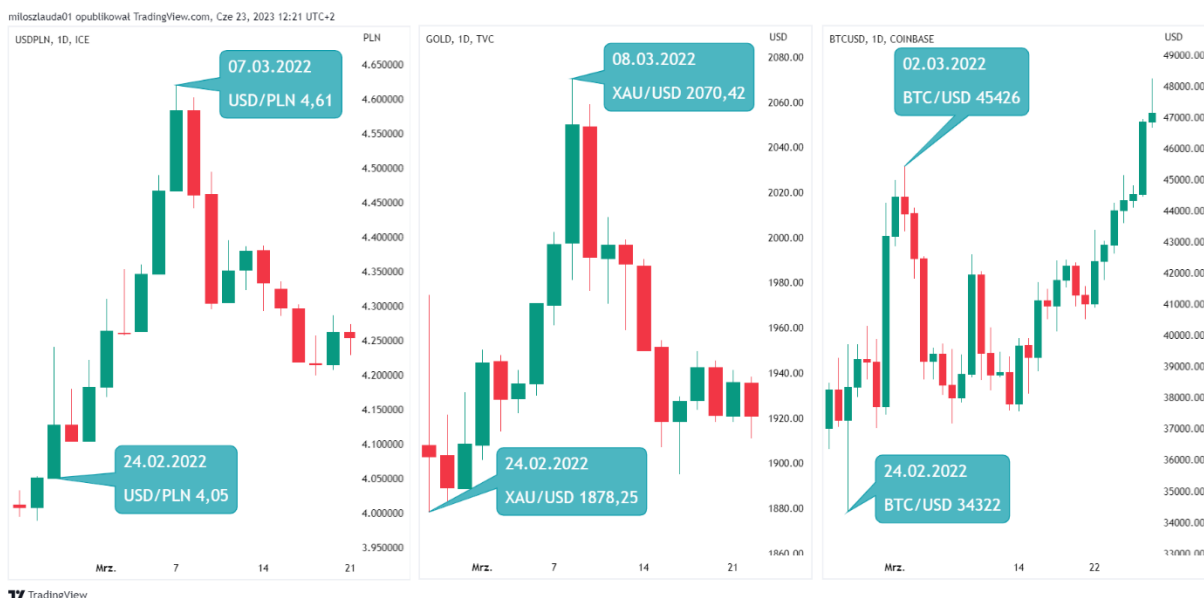 miloszlauda01 opublikował TradingView.com, Cze 23, 2023 12:21 UTC+2
USDPLN, 1D, ICE
PLN
4.650000
4.600000
4.550000
4.500000
4.450000
4.400000
4.350000
4.300000
4.250000
4.200000
4.150000
4.100000
4.050000
4.000000
3.950000
07.03.2022
USD/PLN 4,61
24.02.2022
USD/PLN 4,05
Mrz. 7 14 21
GOLD, 1D, TVC
USD
2080.00
2060.00
2040.00
2020.00
2000.00
1980.00
1960.00
1940.00
1920.00
1900.00
1880.00
1860.00
08.03.2022
XAU/USD 2070,42
24.02.2022
XAU/USD 1878,25
Mrz. 7 14 21
BTCUSD, 1D, COINBASE
USD
49000.00
48000.00
47000.00
46000.00
45000.00
44000.00
43000.00
42000.00
41000.00
40000.00
39000.00
38000.00
37000.00
36000.00
35000.00
34000.00
33000.00
02.03.2022
BTC/USD 45426
24.02.2022
BTC/USD 34322
Mrz. 14 22
TradingView